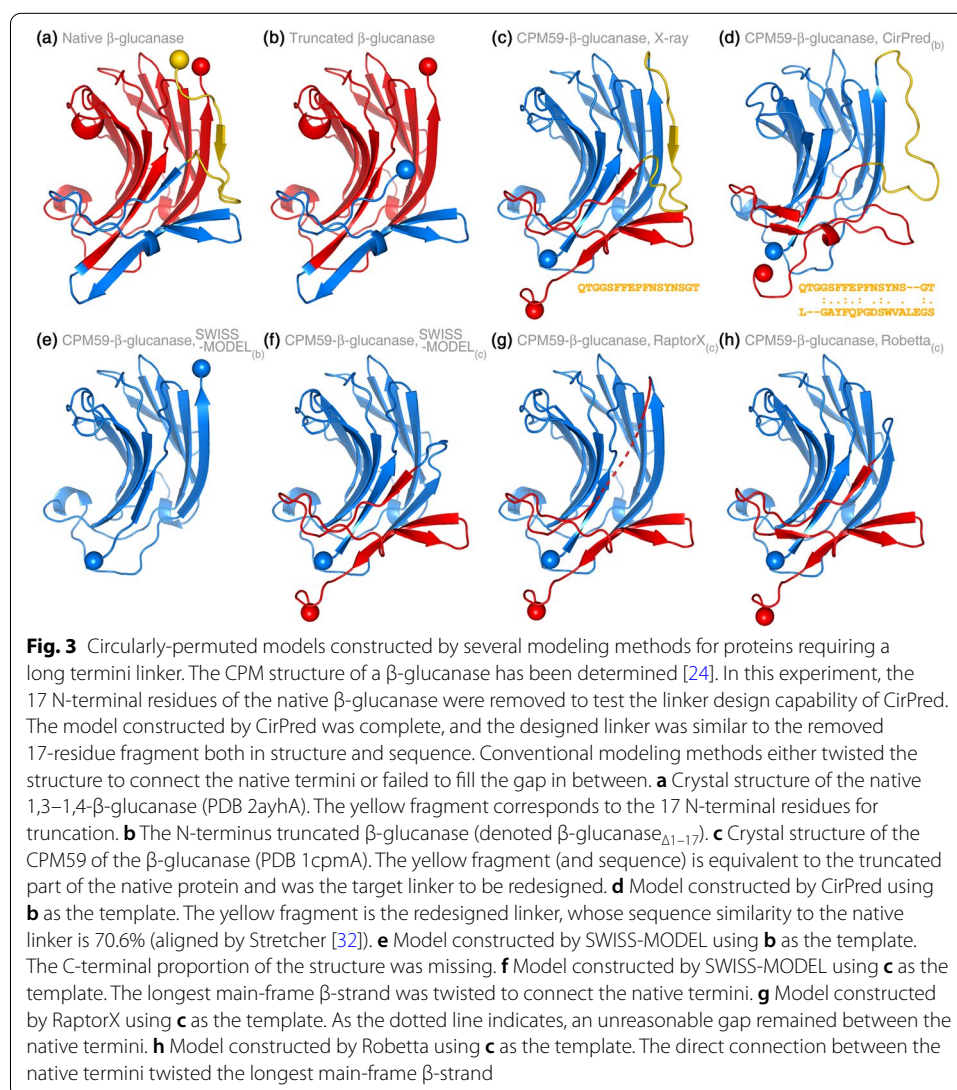 (a) Native β-glucanase
(b) Truncated β-glucanase
(c) CPM59-β-glucanase, X-ray
(d) CPM59-β-glucanase, CirPred(b)
QTGGSFFEPFNSYNSGT
QTGGSFFEPFNSYNS--GT
:..:.: .:. . :.
L--GAYFQPGDSWVALEGS
(e) CPM59-β-glucanase, SWISS-MODEL(b)
(f) CPM59-β-glucanase, SWISS-MODEL(c)
(g) CPM59-β-glucanase, RaptorX(c)
(h) CPM59-β-glucanase, Robetta(c)
Fig. 3 Circularly-permuted models constructed by several modeling methods for proteins requiring a
long termini linker. The CPM structure of a β-glucanase has been determined [24]. In this experiment, the
17 N-terminal residues of the native β-glucanase were removed to test the linker design capability of CirPred.
The model constructed by CirPred was complete, and the designed linker was similar to the removed
17-residue fragment both in structure and sequence. Conventional modeling methods either twisted the
structure to connect the native termini or failed to fill the gap in between. a Crystal structure of the native
1,3–1,4-β-glucanase (PDB 2ayhA). The yellow fragment corresponds to the 17 N-terminal residues for
truncation. b The N-terminus truncated β-glucanase (denoted β-glucanaseΔ1–17). c Crystal structure of the
CPM59 of the β-glucanase (PDB 1cpmA). The yellow fragment (and sequence) is equivalent to the truncated
part of the native protein and was the target linker to be redesigned. d Model constructed by CirPred using
b as the template. The yellow fragment is the redesigned linker, whose sequence similarity to the native
linker is 70.6% (aligned by Stretcher [32]). e Model constructed by SWISS-MODEL using b as the template.
The C-terminal proportion of the structure was missing. f Model constructed by SWISS-MODEL using c as the
template. The longest main-frame β-strand was twisted to connect the native termini. g Model constructed
by RaptorX using c as the template. As the dotted line indicates, an unreasonable gap remained between the
native termini. h Model constructed by Robetta using c as the template. The direct connection between the
native termini twisted the longest main-frame β-strand